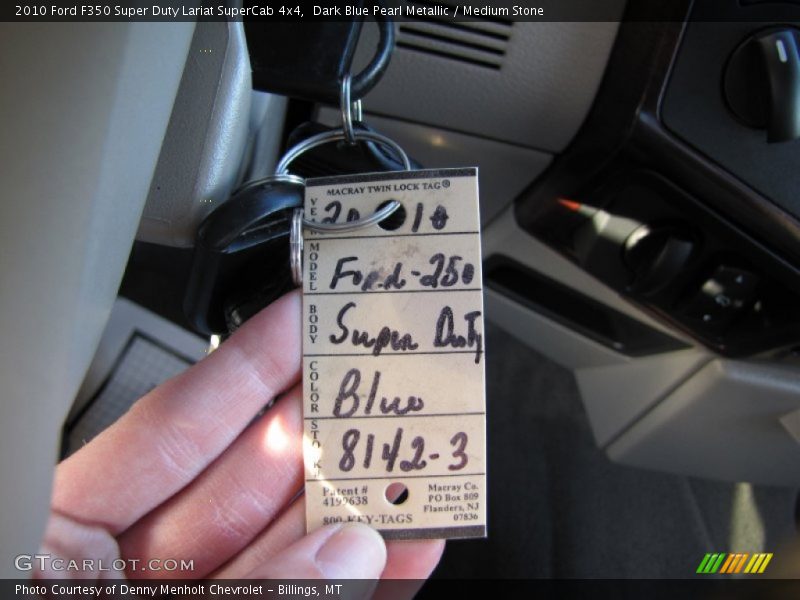 2010 Ford F350 Super Duty Lariat SuperCab 4x4,  Dark Blue Pearl Metallic / Medium Stone
MACRAY TWIN LOCK TAG®
YEAR 2010
MODEL Ford-250
BODY Super Duty
COLOR Blue
STOCK# 8142-3
Patent #
4199638
800-KEY-TAGS
Macray Co.
PO Box 809
Flanders, NJ
07836
GTCARLOT.COM
Photo Courtesy of Denny Menholt Chevrolet – Billings, MT